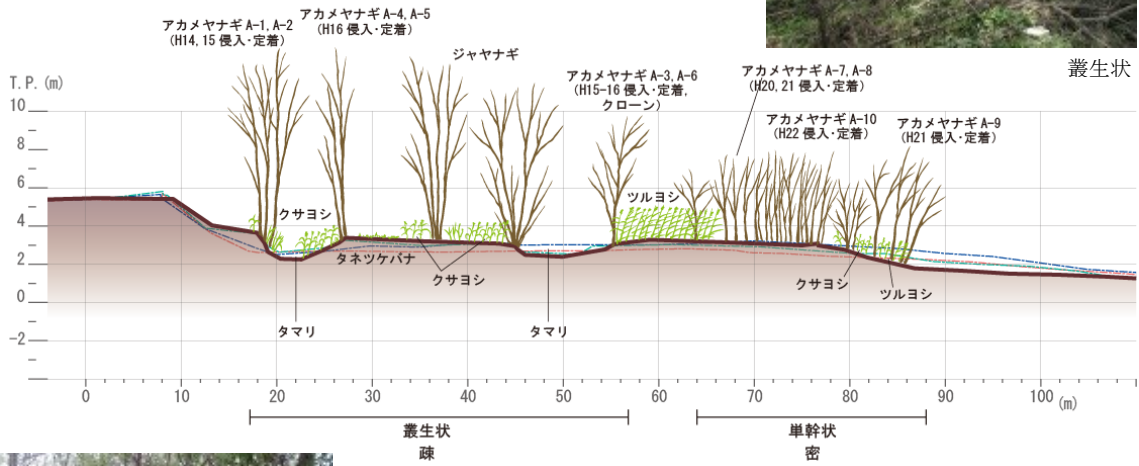 叢生状
アカメヤナギ A-1, A-2
(H14, 15 侵入・定着)
アカメヤナギ A-4, A-5
(H16 侵入・定着)
ジャヤナギ
アカメヤナギ A-3, A-6
(H15-16 侵入・定着,
クローン)
アカメヤナギ A-7, A-8
(H20, 21 侵入・定着)
アカメヤナギ A-10
(H22 侵入・定着)
アカメヤナギ A-9
(H21 侵入・定着)
T.P. (m)
10
8
6
4
2
0
-2
クサヨシ
タネツケバナ
クサヨシ
ツルヨシ
クサヨシ
ツルヨシ
タマリ
タマリ
0 10 20 30 40 50 60 70 80 90 100 (m)
叢生状
疎
単幹状
密